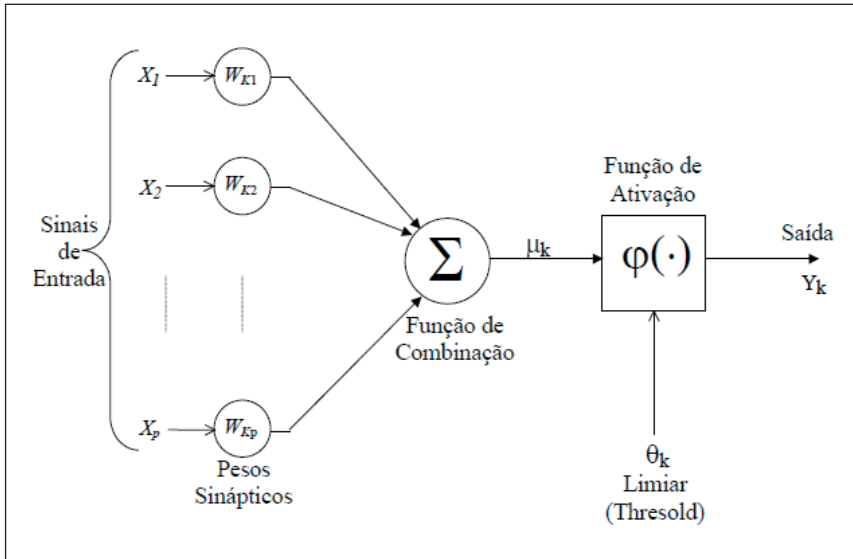 X1
WK1
X2
WK2
Sinais
de
Entrada
Xp
WKp
Pesos
Sinápticos
Σ
Função de
Combinação
μk
Função de
Ativação
φ(·)
Saída
Yk
θk
Limiar
(Thresold)